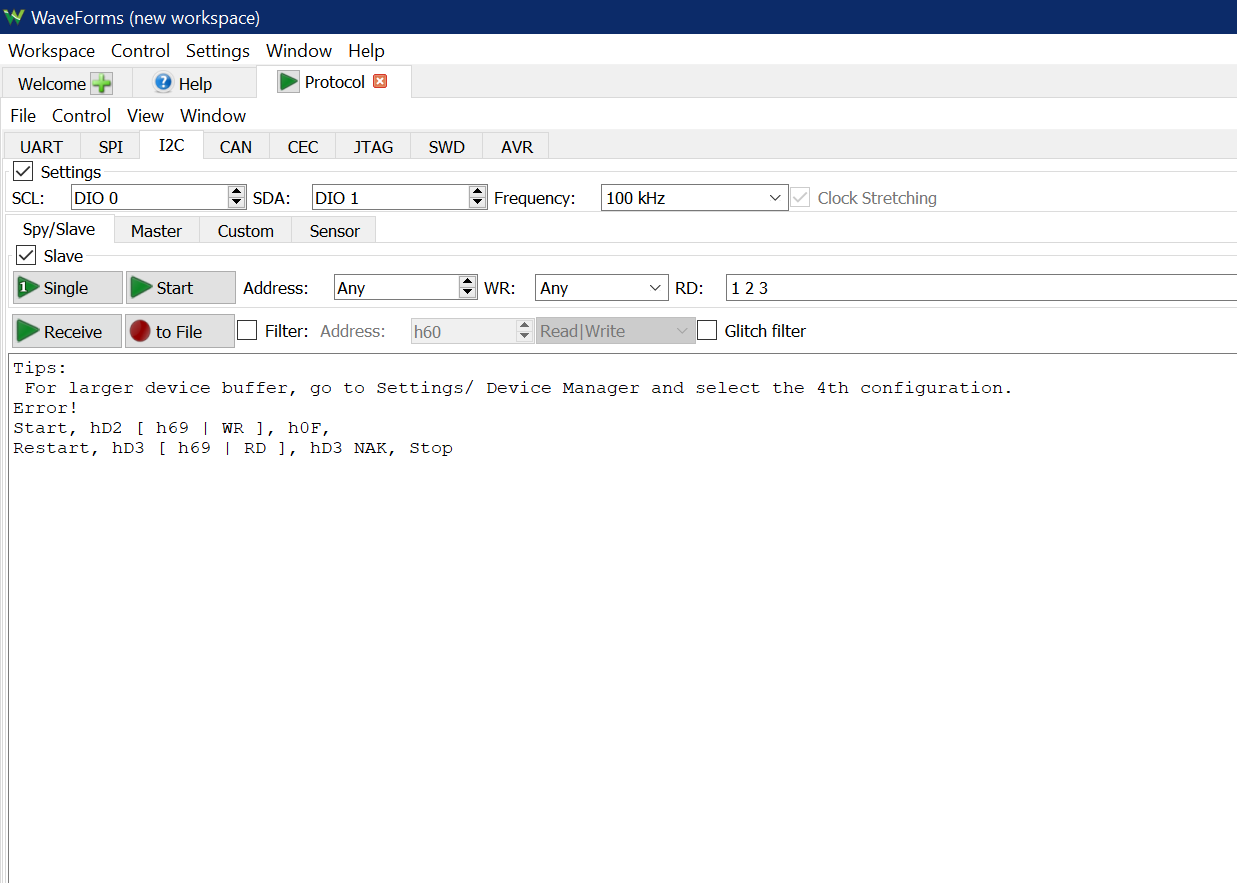 WaveForms (new workspace)
Workspace Control Settings Window Help
Welcome Help Protocol
File Control View Window
UART SPI I2C CAN CEC JTAG SWD AVR
Settings
SCL: DIO 0 SDA: DIO 1 Frequency: 100 kHz Clock Stretching
Spy/Slave Master Custom Sensor
Slave
1 Single Start Address: Any WR: Any RD: 1 2 3
Receive to File Filter: Address: h60 Read|Write Glitch filter
Tips:
For larger device buffer, go to Settings/ Device Manager and select the 4th configuration.
Error!
Start, hD2 [ h69 | WR ], h0F,
Restart, hD3 [ h69 | RD ], hD3 NAK, Stop